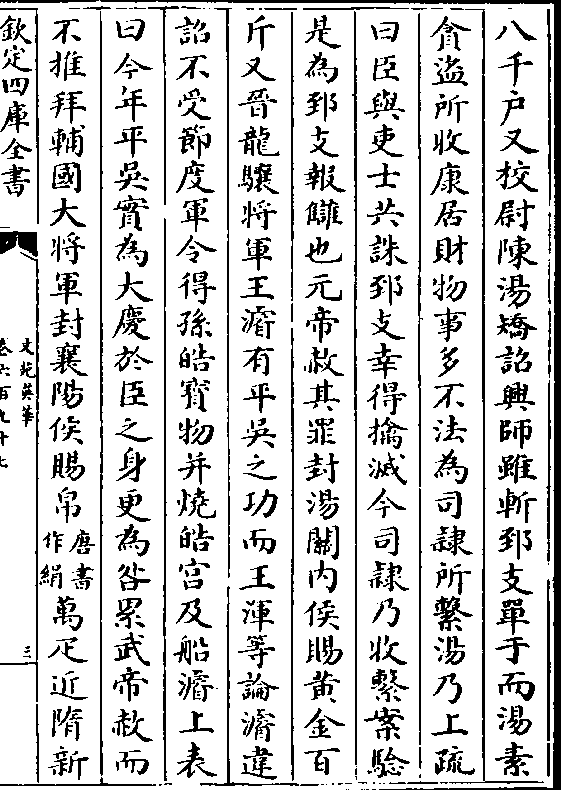 八千户又校尉陳湯矯詔興師雖斬郅支單于而湯素
貪盜所收康居財物事多不法為司隷所繫湯乃上疏
曰臣與吏士共誅郅支幸得擒滅今司隷乃收繫案驗
是為郅支報讎也元帝赦其罪封湯關内侯賜黄金百
斤又晉龍驤将軍王濬有平吳之功而王渾等論濬違
詔不受節度軍令得孫皓寳物并燒皓宫及船濬上表
曰今年平吳實為大慶於臣之身更為咎累武帝赦而
不推拜輔國大将軍封襄陽侯賜帛唐書作絹萬疋近隋新
欽定四庫全書
文苑英華
卷六百九十七
三